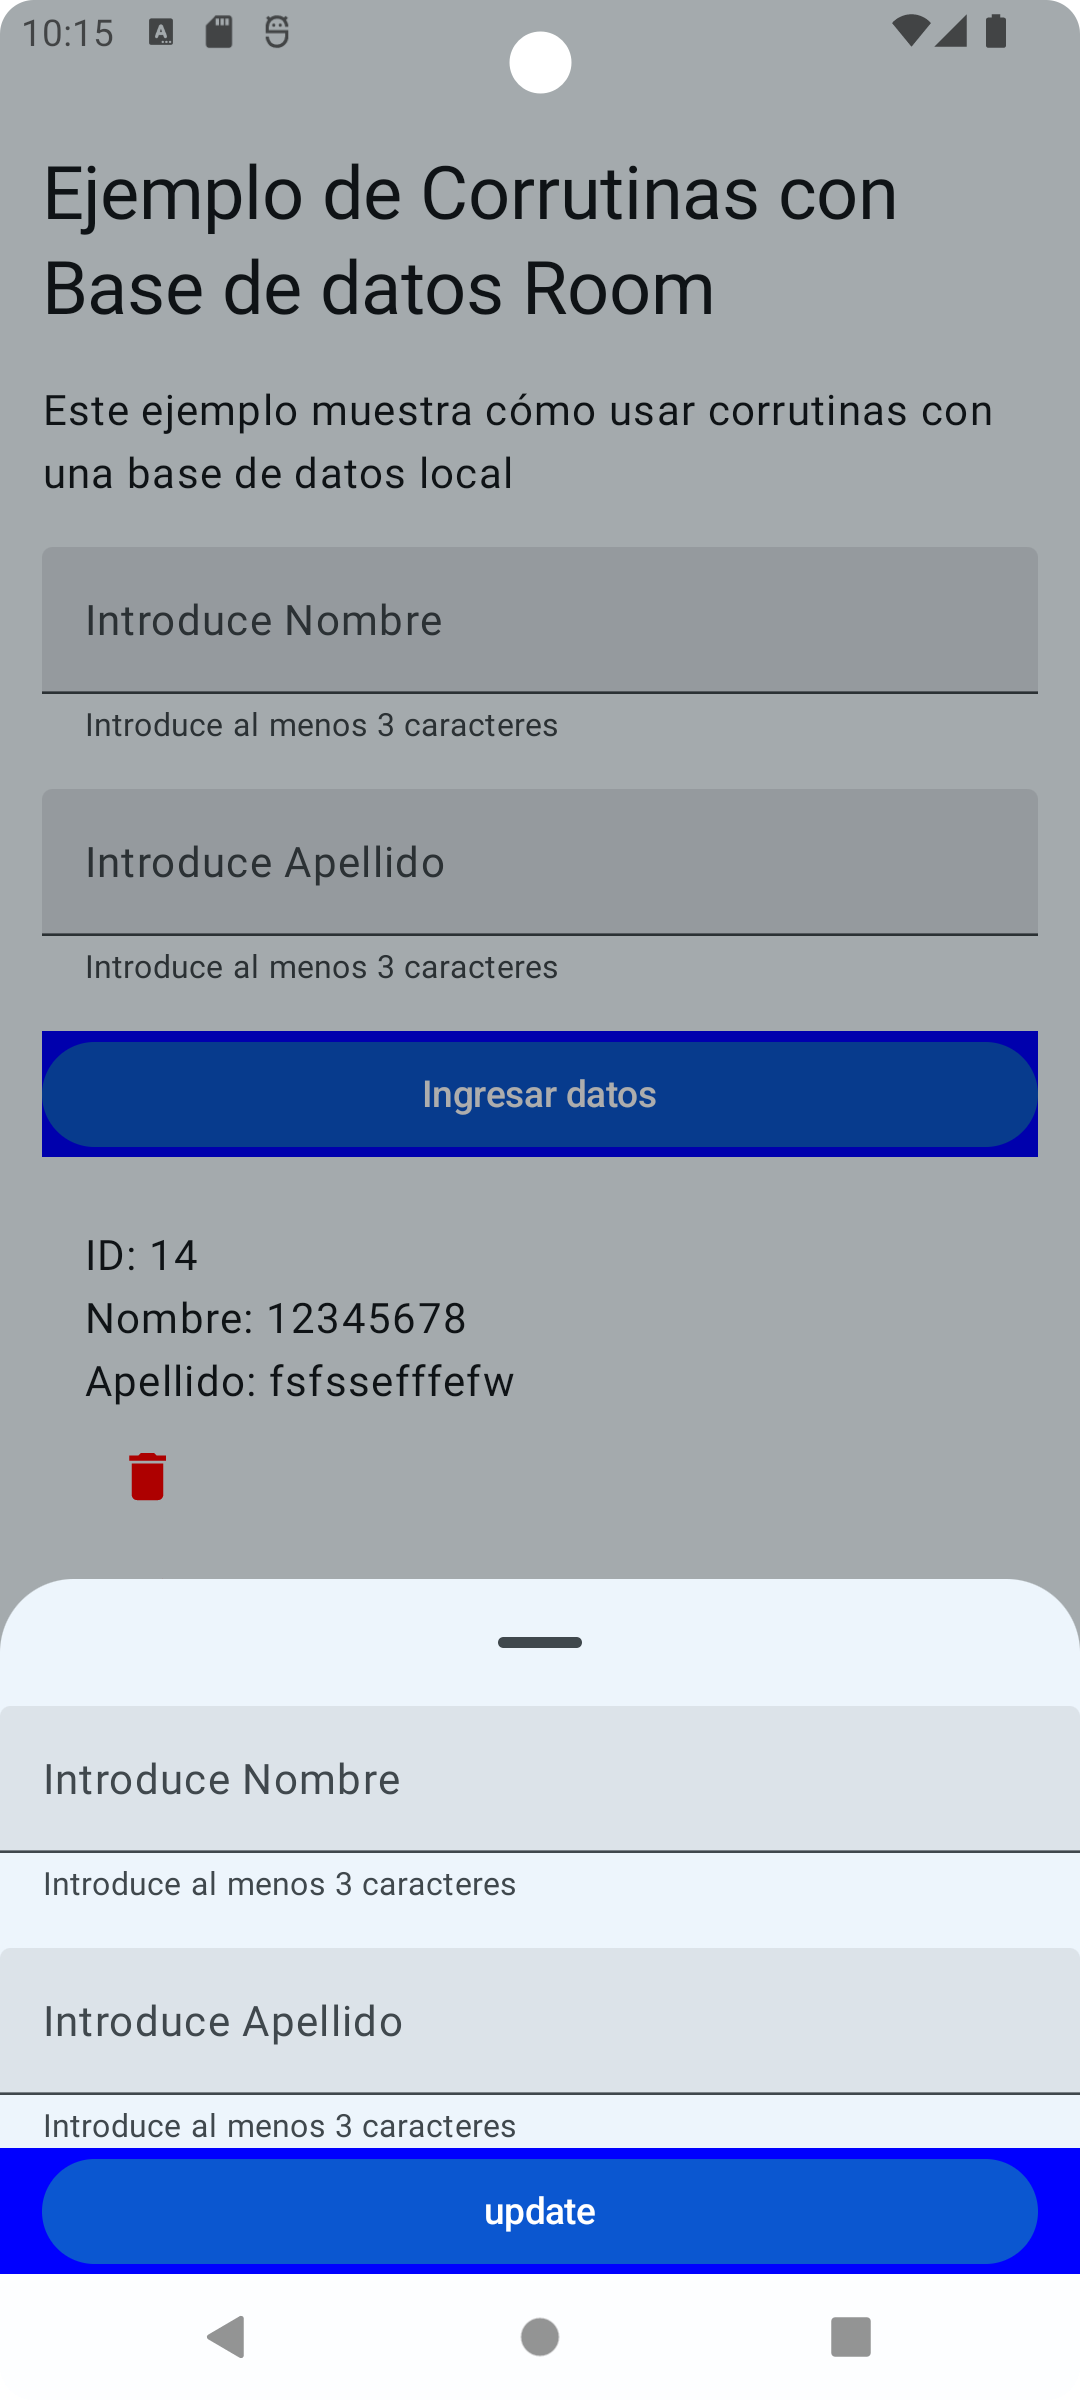 10:15
Ejemplo de Corrutinas con
Base de datos Room
Este ejemplo muestra cómo usar corrutinas con
una base de datos local
Introduce Nombre
Introduce al menos 3 caracteres
Introduce Apellido
Introduce al menos 3 caracteres
Ingresar datos
ID: 14
Nombre: 12345678
Apellido: fsfssefffefw
Introduce Nombre
Introduce al menos 3 caracteres
Introduce Apellido
Introduce al menos 3 caracteres
update